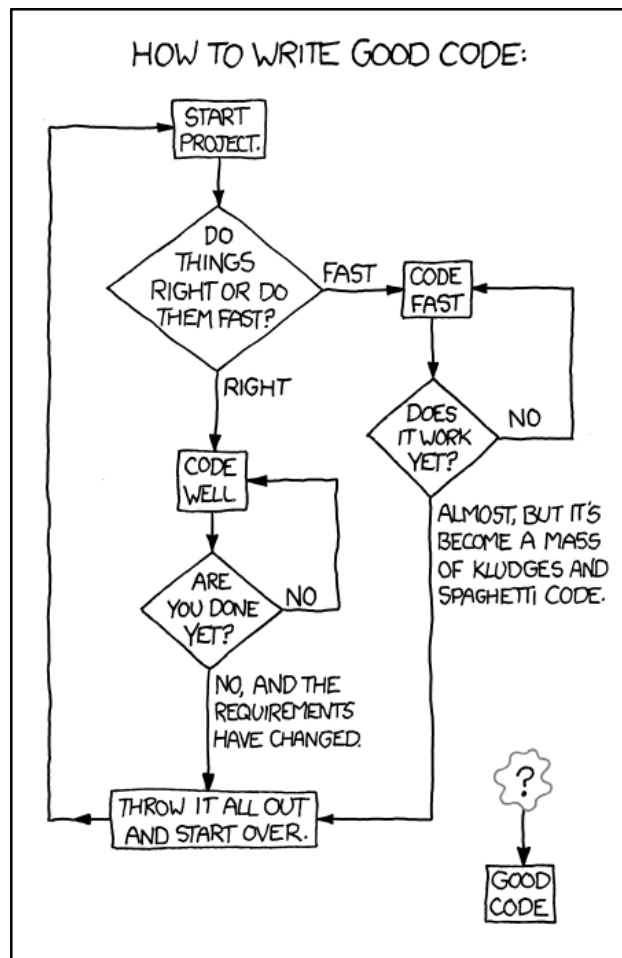 HOW TO WRITE GOOD CODE:
START
PROJECT.
DO
THINGS
RIGHT OR DO
THEM FAST?
FAST
CODE
FAST
RIGHT
DOES
IT WORK
YET?
NO
CODE
WELL
ALMOST, BUT IT'S
BECOME A MASS
OF KLUDGES AND
SPAGHETTI CODE.
ARE
YOU DONE
YET?
NO
NO, AND THE
REQUIREMENTS
HAVE CHANGED.
THROW IT ALL OUT
AND START OVER.
?
GOOD
CODE